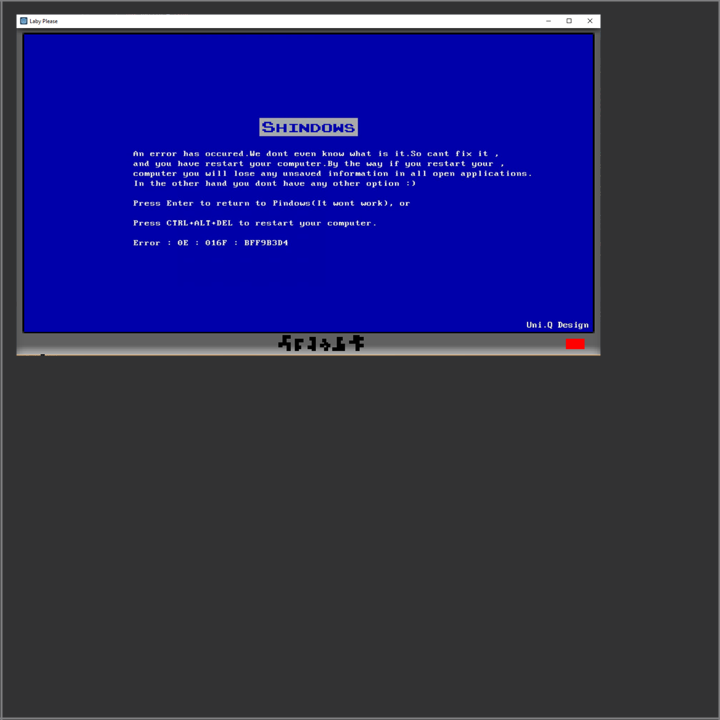 Laby Please
SHINDOWS
An error has occured.We dont even know what is it.So cant fix it ,
and you have restart your computer.By the way if you restart your ,
computer you will lose any unsaved information in all open applications.
In the other hand you dont have any other option :)
Press Enter to return to Pindows(It wont work), or
Press CTRL+ALT+DEL to restart your computer.
Error : 0E : 016F : BFF9B3D4
Uni.Q Design